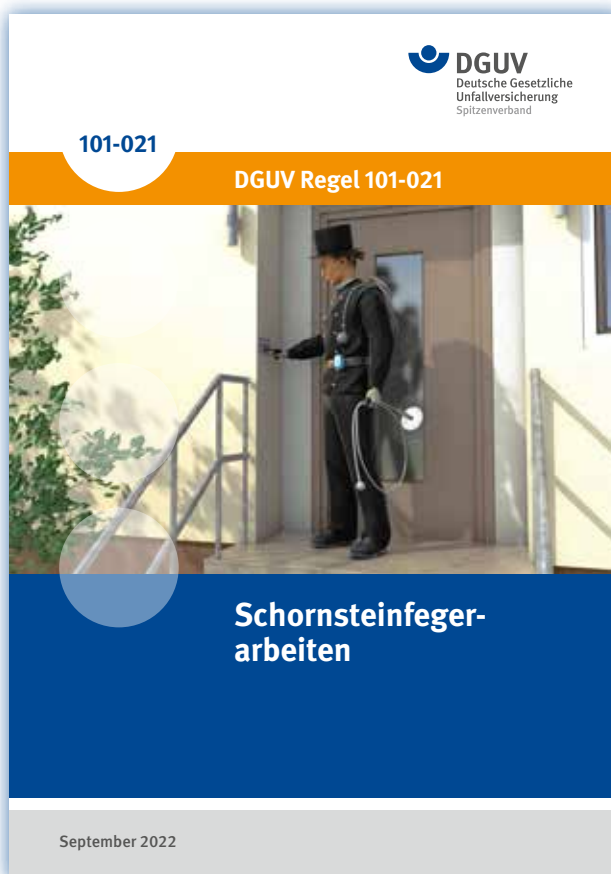 DGUV
Deutsche Gesetzliche
Unfallversicherung
Spitzenverband
101-021
DGUV Regel 101-021
Schornsteinfeger-
arbeiten
September 2022